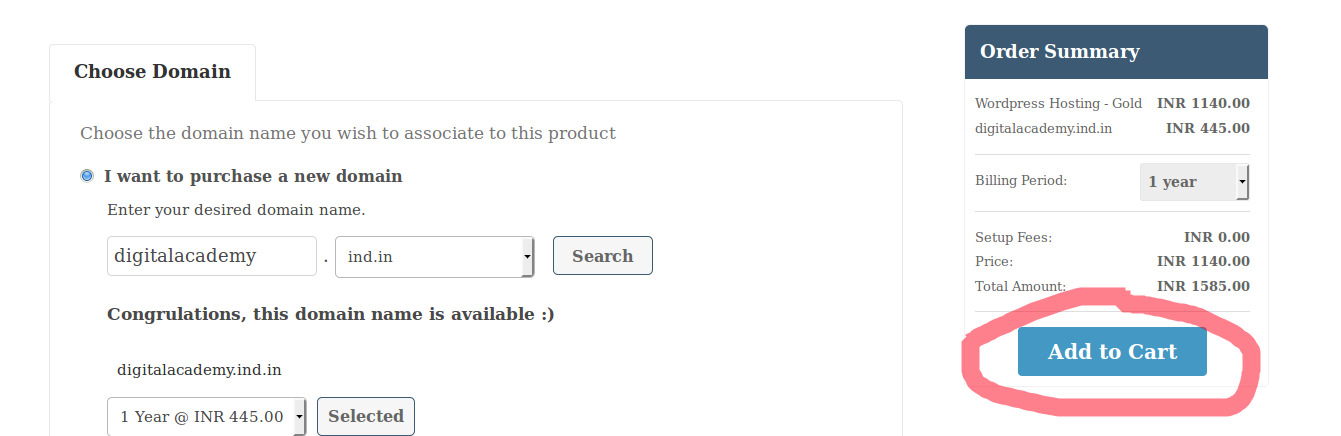 Choose Domain
Choose the domain name you wish to associate to this product
I want to purchase a new domain
Enter your desired domain name.
digitalacademy . ind.in Search
Congrulations, this domain name is available :)
digitalacademy.ind.in
1 Year @ INR 445.00 Selected
Order Summary
Wordpress Hosting - Gold INR 1140.00
digitalacademy.ind.in INR 445.00
Billing Period: 1 year
Setup Fees: INR 0.00
Price: INR 1140.00
Total Amount: INR 1585.00
Add to Cart